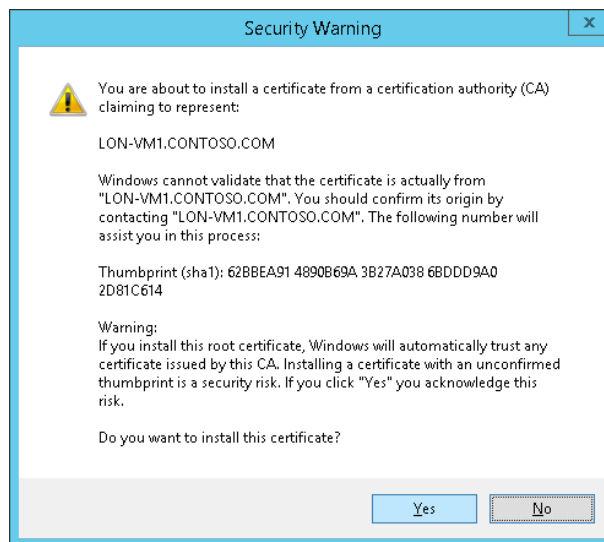 Security Warning
x
You are about to install a certificate from a certification authority (CA)
claiming to represent:
LON-VM1.CONTOSO.COM
Windows cannot validate that the certificate is actually from
"LON-VM1.CONTOSO.COM". You should confirm its origin by
contacting "LON-VM1.CONTOSO.COM". The following number will
assist you in this process:
Thumbprint (sha1): 62BBEA91 4890B69A 3B27A038 6BDDD9A0
2D81C614
Warning:
If you install this root certificate, Windows will automatically trust any
certificate issued by this CA. Installing a certificate with an unconfirmed
thumbprint is a security risk. If you click "Yes" you acknowledge this
risk.
Do you want to install this certificate?
Yes
No